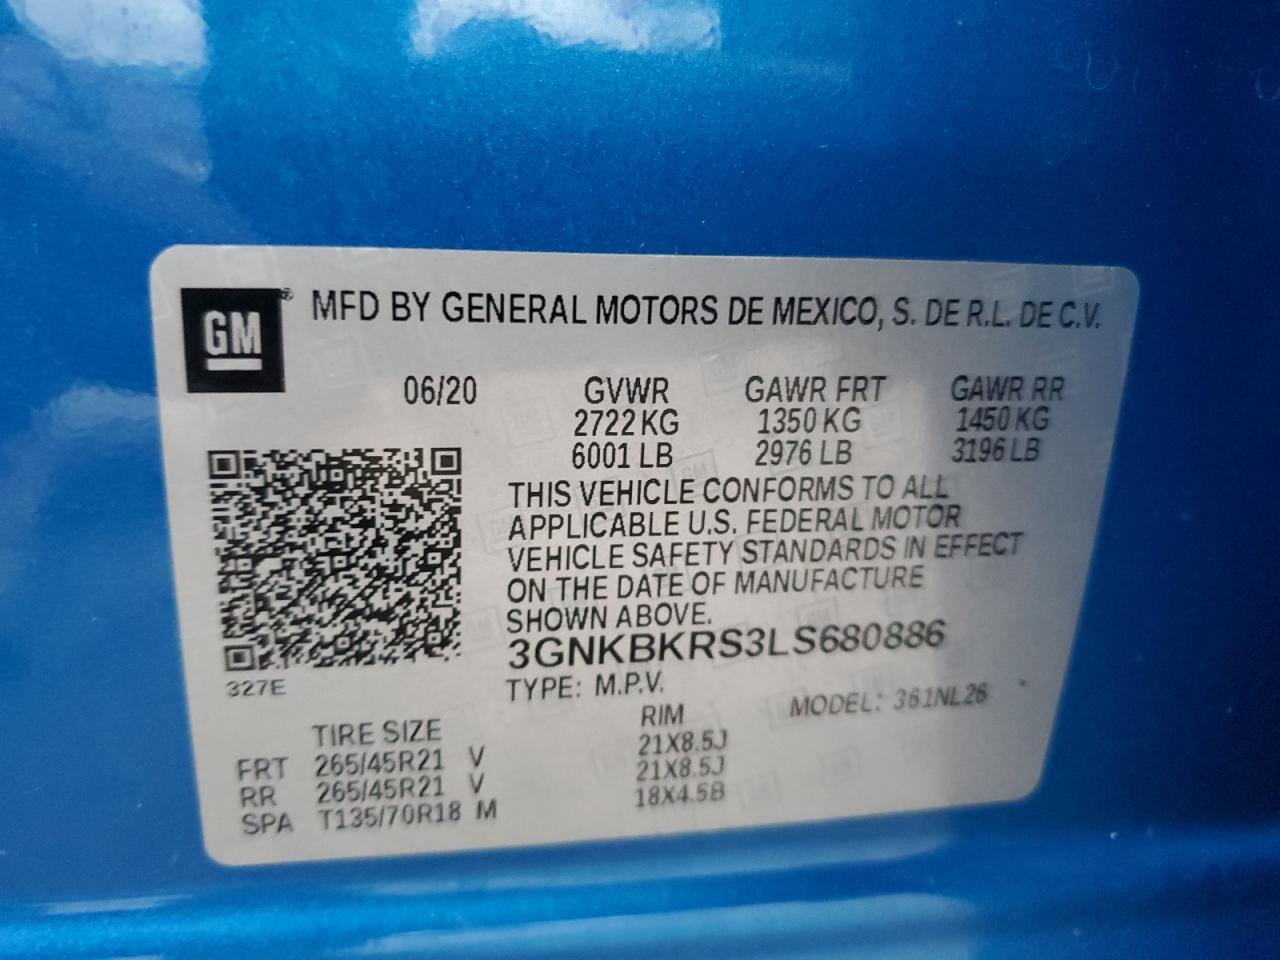 GM ® MFD BY GENERAL MOTORS DE MEXICO, S. DE R.L. DE C.V.
06/20 GVWR GAWR FRT GAWR RR
2722 KG 1350 KG 1450 KG
6001 LB 2976 LB 3196 LB
THIS VEHICLE CONFORMS TO ALL
APPLICABLE U.S. FEDERAL MOTOR
VEHICLE SAFETY STANDARDS IN EFFECT
ON THE DATE OF MANUFACTURE
SHOWN ABOVE.
3GNKBKRS3LS680886
327E
TYPE: M.P.V. MODEL: 361NL26
TIRE SIZE RIM
FRT 265/45R21 V 21X8.5J
RR 265/45R21 V 21X8.5J
SPA T135/70R18 M 18X4.5B